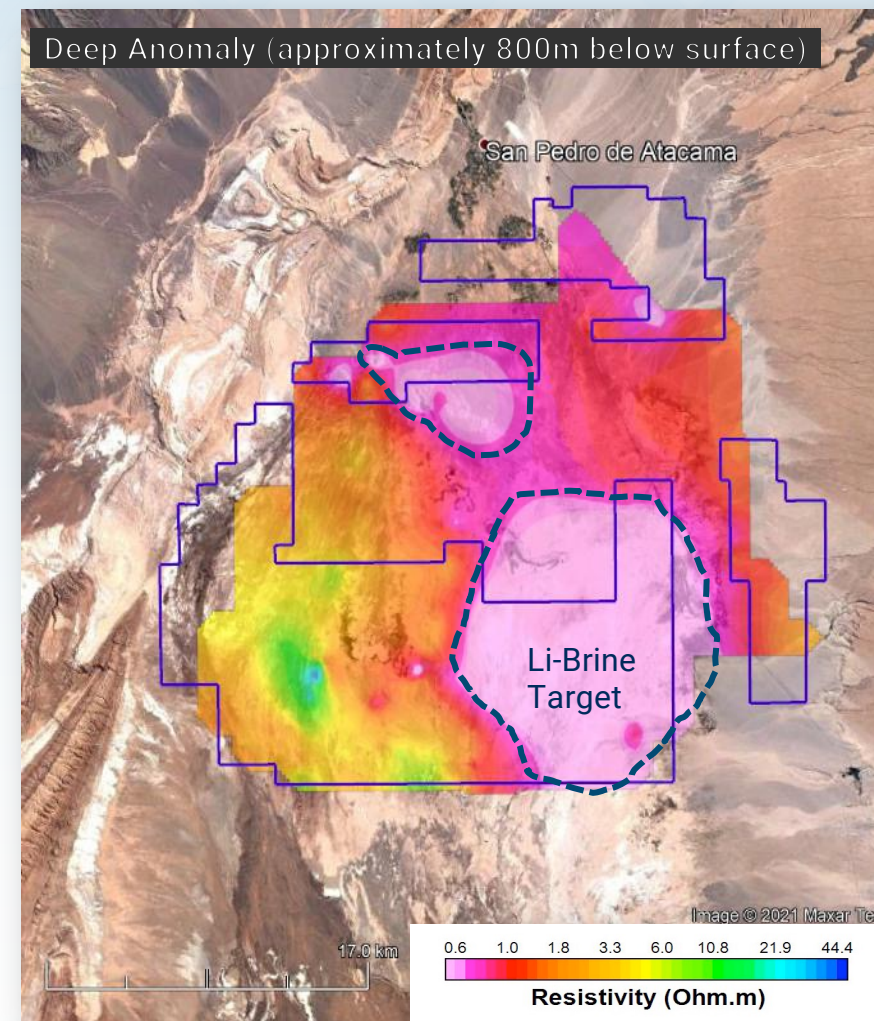 Deep Anomaly (approximately 800m below surface)
San Pedro de Atacama
Li-Brine
Target
Image © 2021 Maxar Te
17.0 km
0.6 1.0 1.8 3.3 6.0 10.8 21.9 44.4
Resistivity (Ohm.m)